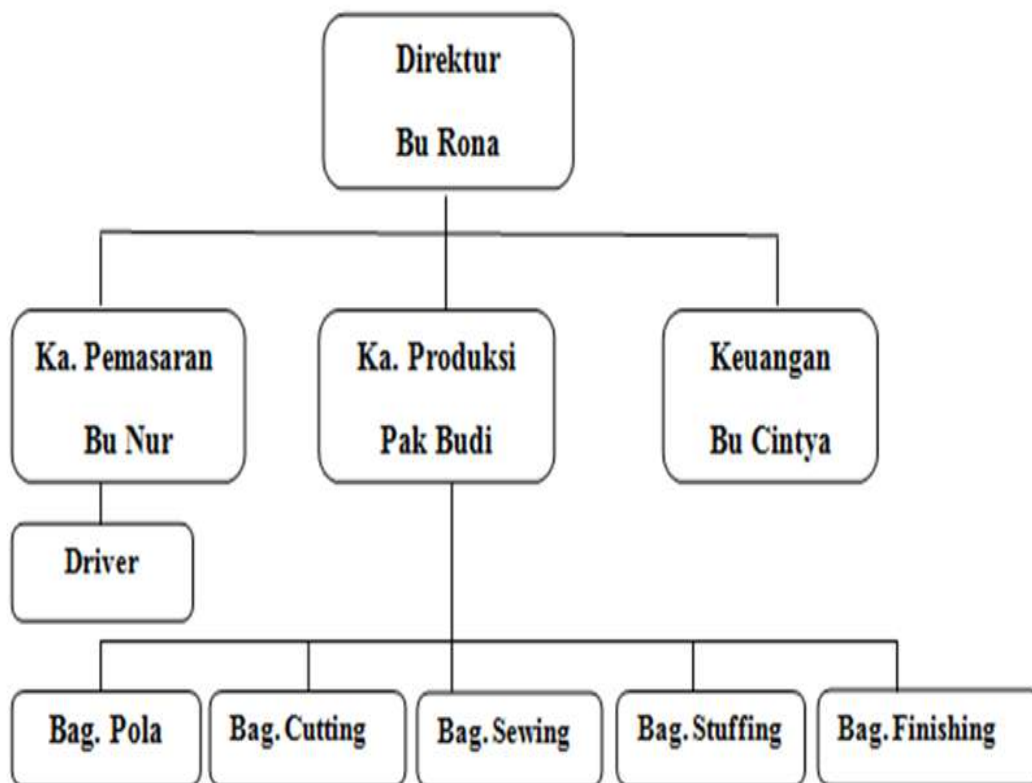 Direktur
Bu Rona
Ka. Pemasaran
Bu Nur
Ka. Produksi
Pak Budi
Keuangan
Bu Cintya
Driver
Bag. Pola
Bag. Cutting
Bag. Sewing
Bag. Stuffing
Bag. Finishing